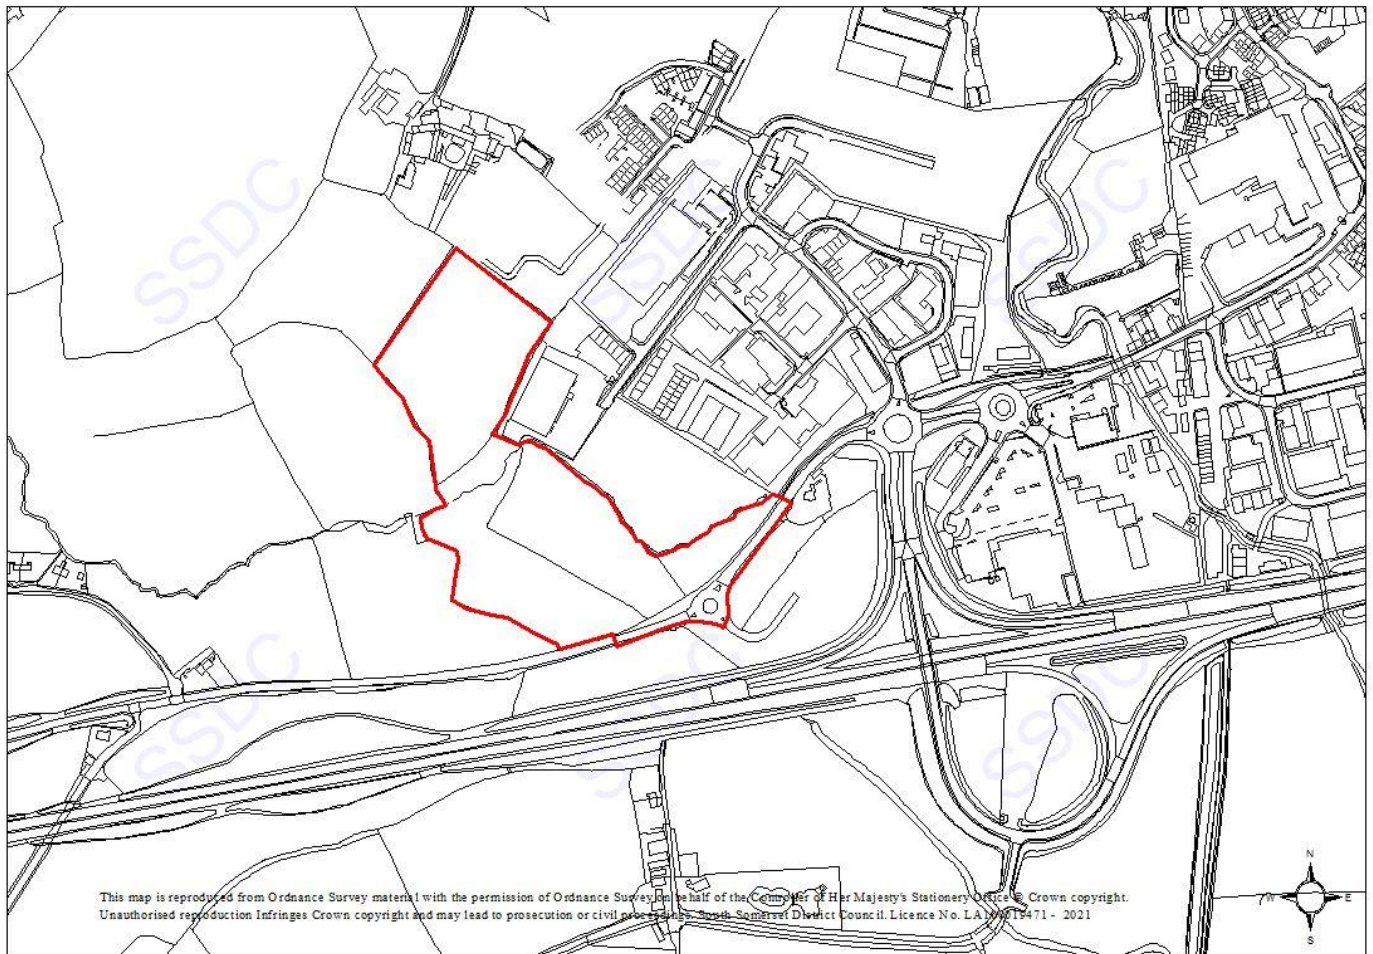 SSDC SSDC SSDC
SSDC SSDC SSDC
N
W E
S
This map is reproduced from Ordnance Survey material with the permission of Ordnance Survey on behalf of the Controller of Her Majesty's Stationery Office © Crown copyright.
Unauthorised reproduction Infringes Crown copyright and may lead to prosecution or civil proceedings. South Somerset District Council. Licence No. - 2021